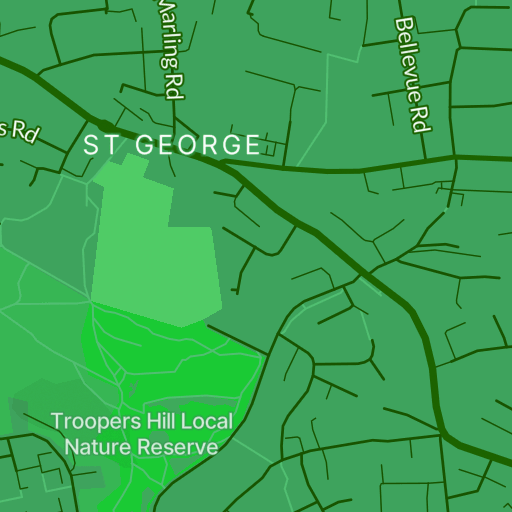 Marling Rd
Bellevue Rd
s Rd
ST GEORGE
Troopers Hill Local
Nature Reserve